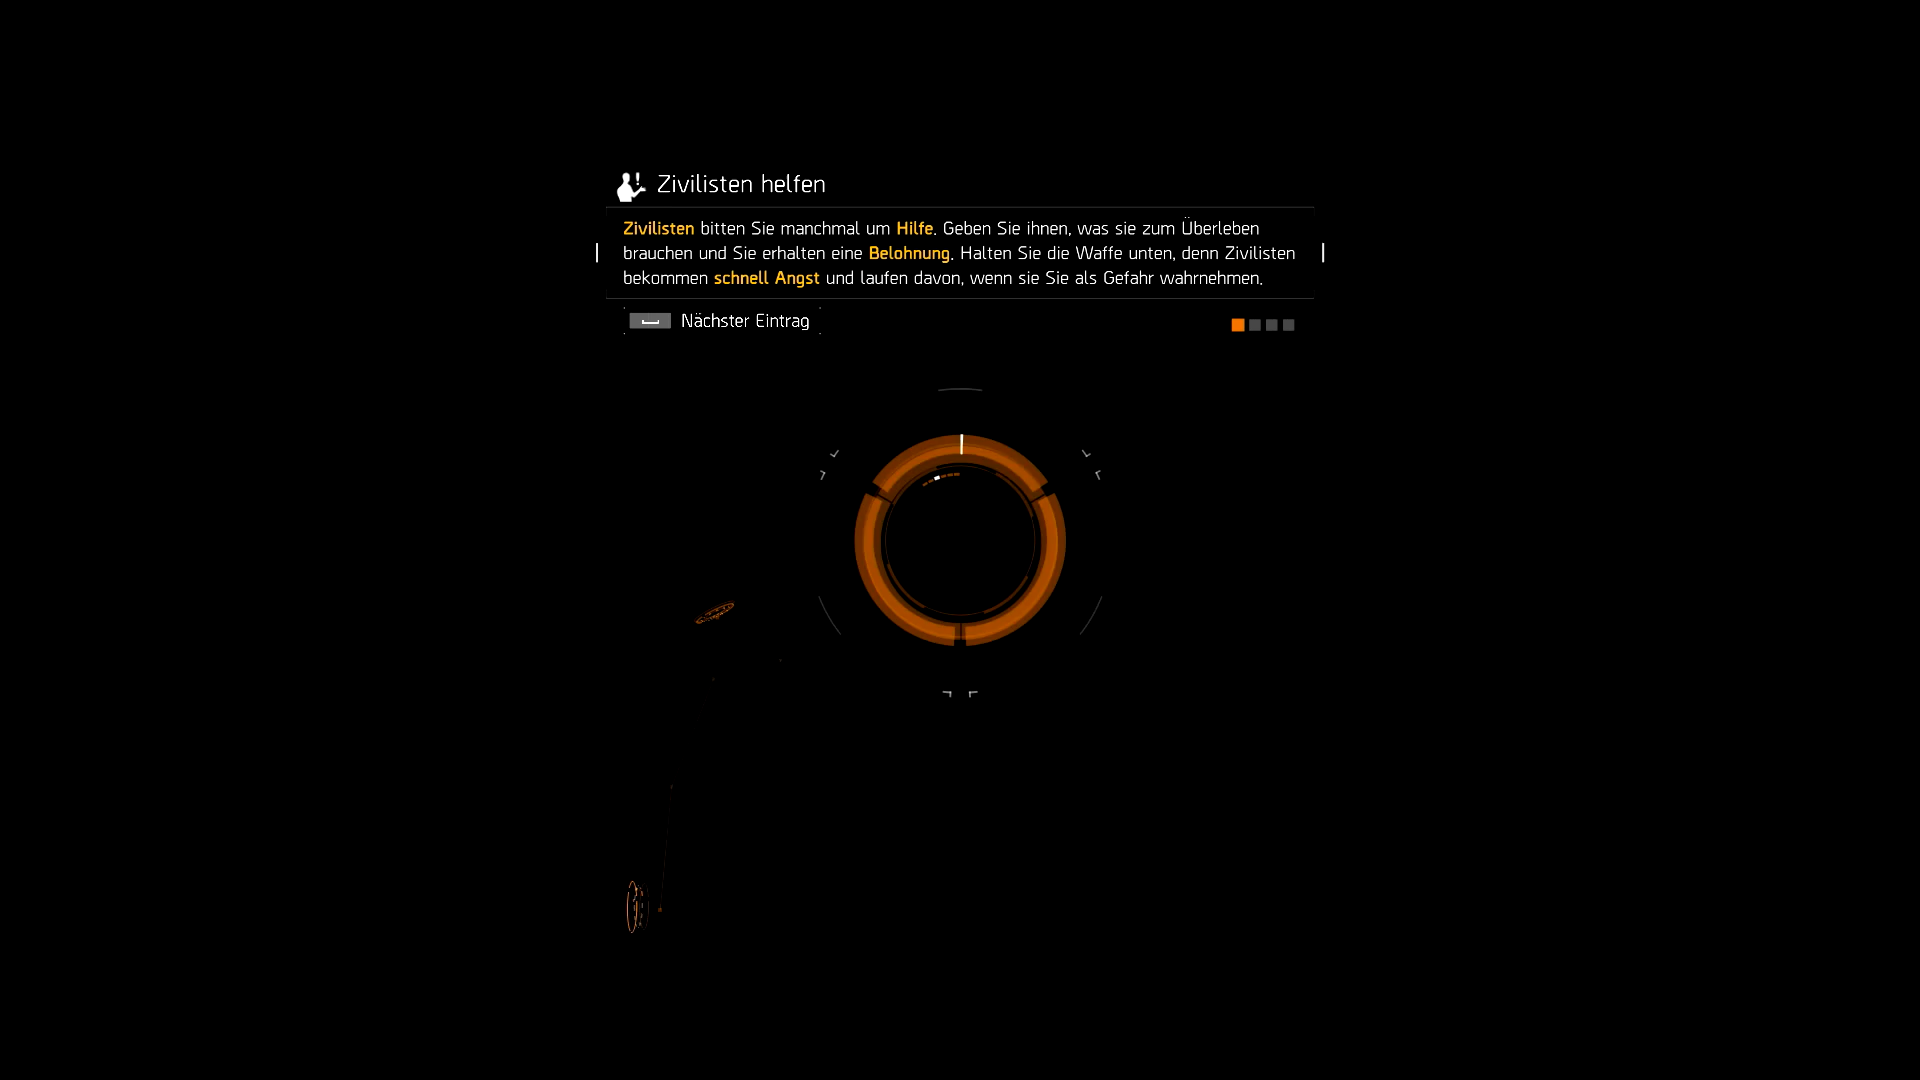 Zivilisten helfen
Zivilisten bitten Sie manchmal um Hilfe. Geben Sie ihnen, was sie zum Überleben
brauchen und Sie erhalten eine Belohnung. Halten Sie die Waffe unten, denn Zivilisten
bekommen schnell Angst und laufen davon, wenn sie Sie als Gefahr wahrnehmen.
Nächster Eintrag